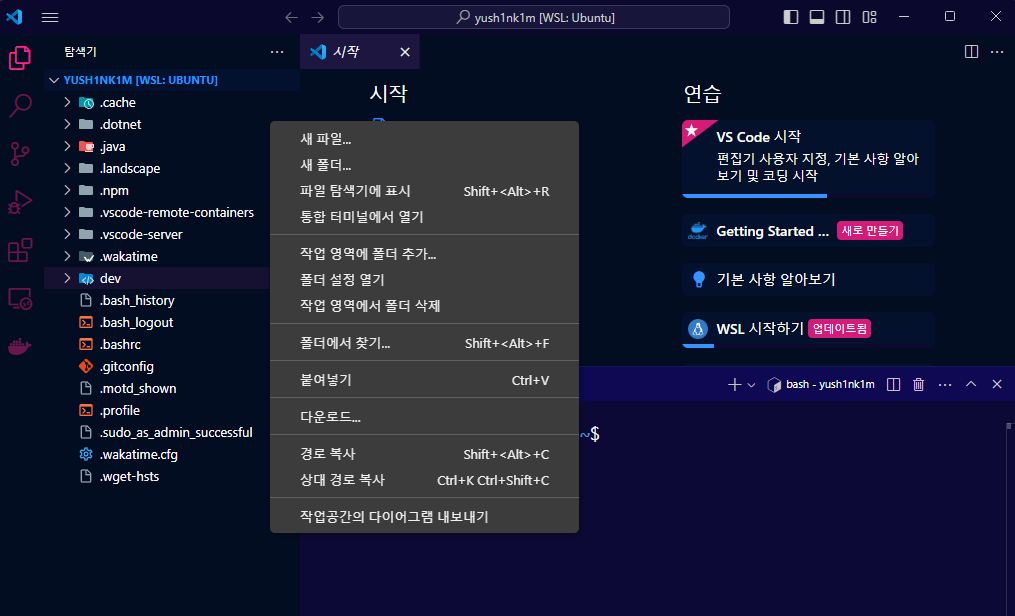 yush1nk1m [WSL: Ubuntu]
탐색기
YUSH1NK1M [WSL: UBUNTU]
.cache
.dotnet
.java
.landscape
.npm
.vscode-remote-containers
.vscode-server
.wakatime
dev
.bash_history
.bash_logout
.bashrc
.gitconfig
.motd_shown
.profile
.sudo_as_admin_successful
.wakatime.cfg
.wget-hsts
시작
시작
연습
VS Code 시작
편집기 사용자 지정, 기본 사항 알아
보기 및 코딩 시작
docker
Getting Started ... 새로 만들기
기본 사항 알아보기
WSL 시작하기 업데이트됨
새 파일...
새 폴더...
파일 탐색기에 표시 Shift+<Alt>+R
통합 터미널에서 열기
작업 영역에 폴더 추가...
폴더 설정 열기
작업 영역에서 폴더 삭제
폴더에서 찾기... Shift+<Alt>+F
붙여넣기 Ctrl+V
다운로드...
경로 복사 Shift+<Alt>+C
상대 경로 복사 Ctrl+K Ctrl+Shift+C
작업공간의 다이어그램 내보내기
bash - yush1nk1m
~$